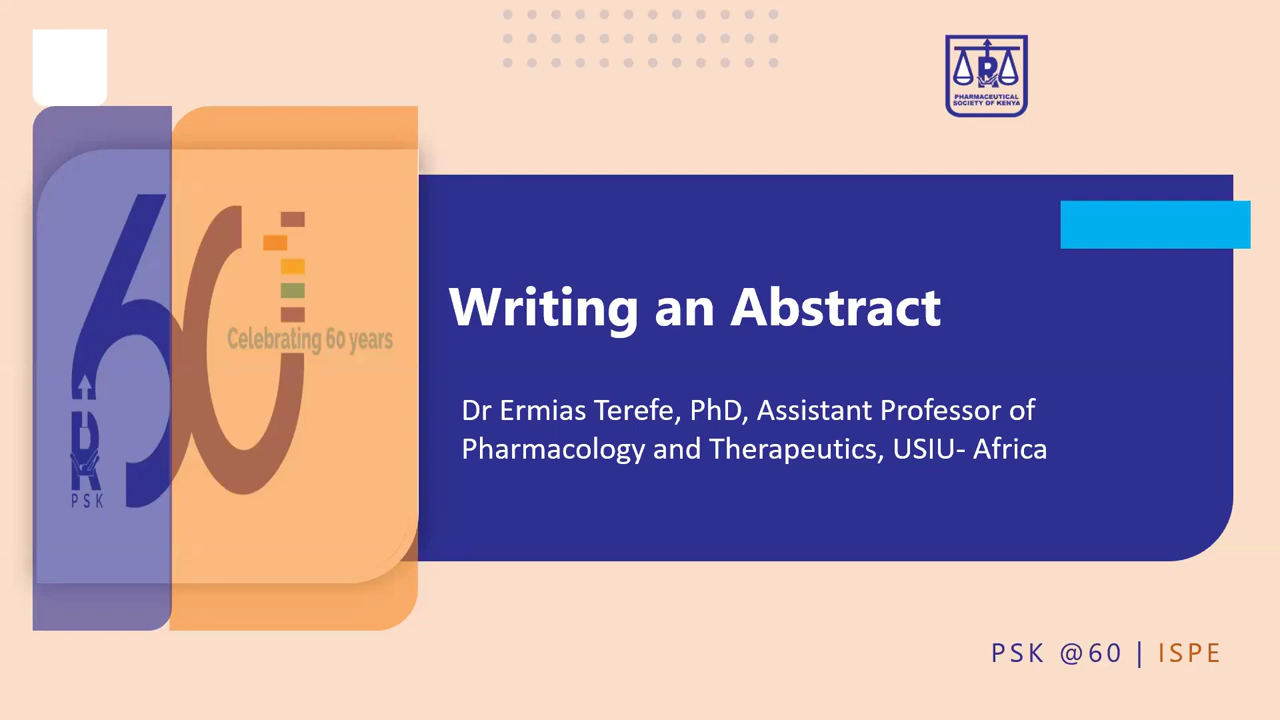 PHARMACEUTICAL
SOCIETY OF KENYA
60
Celebrating 60 years
PSK
Writing an Abstract
Dr Ermias Terefe, PhD, Assistant Professor of
Pharmacology and Therapeutics, USIU- Africa
PSK @60 | ISPE